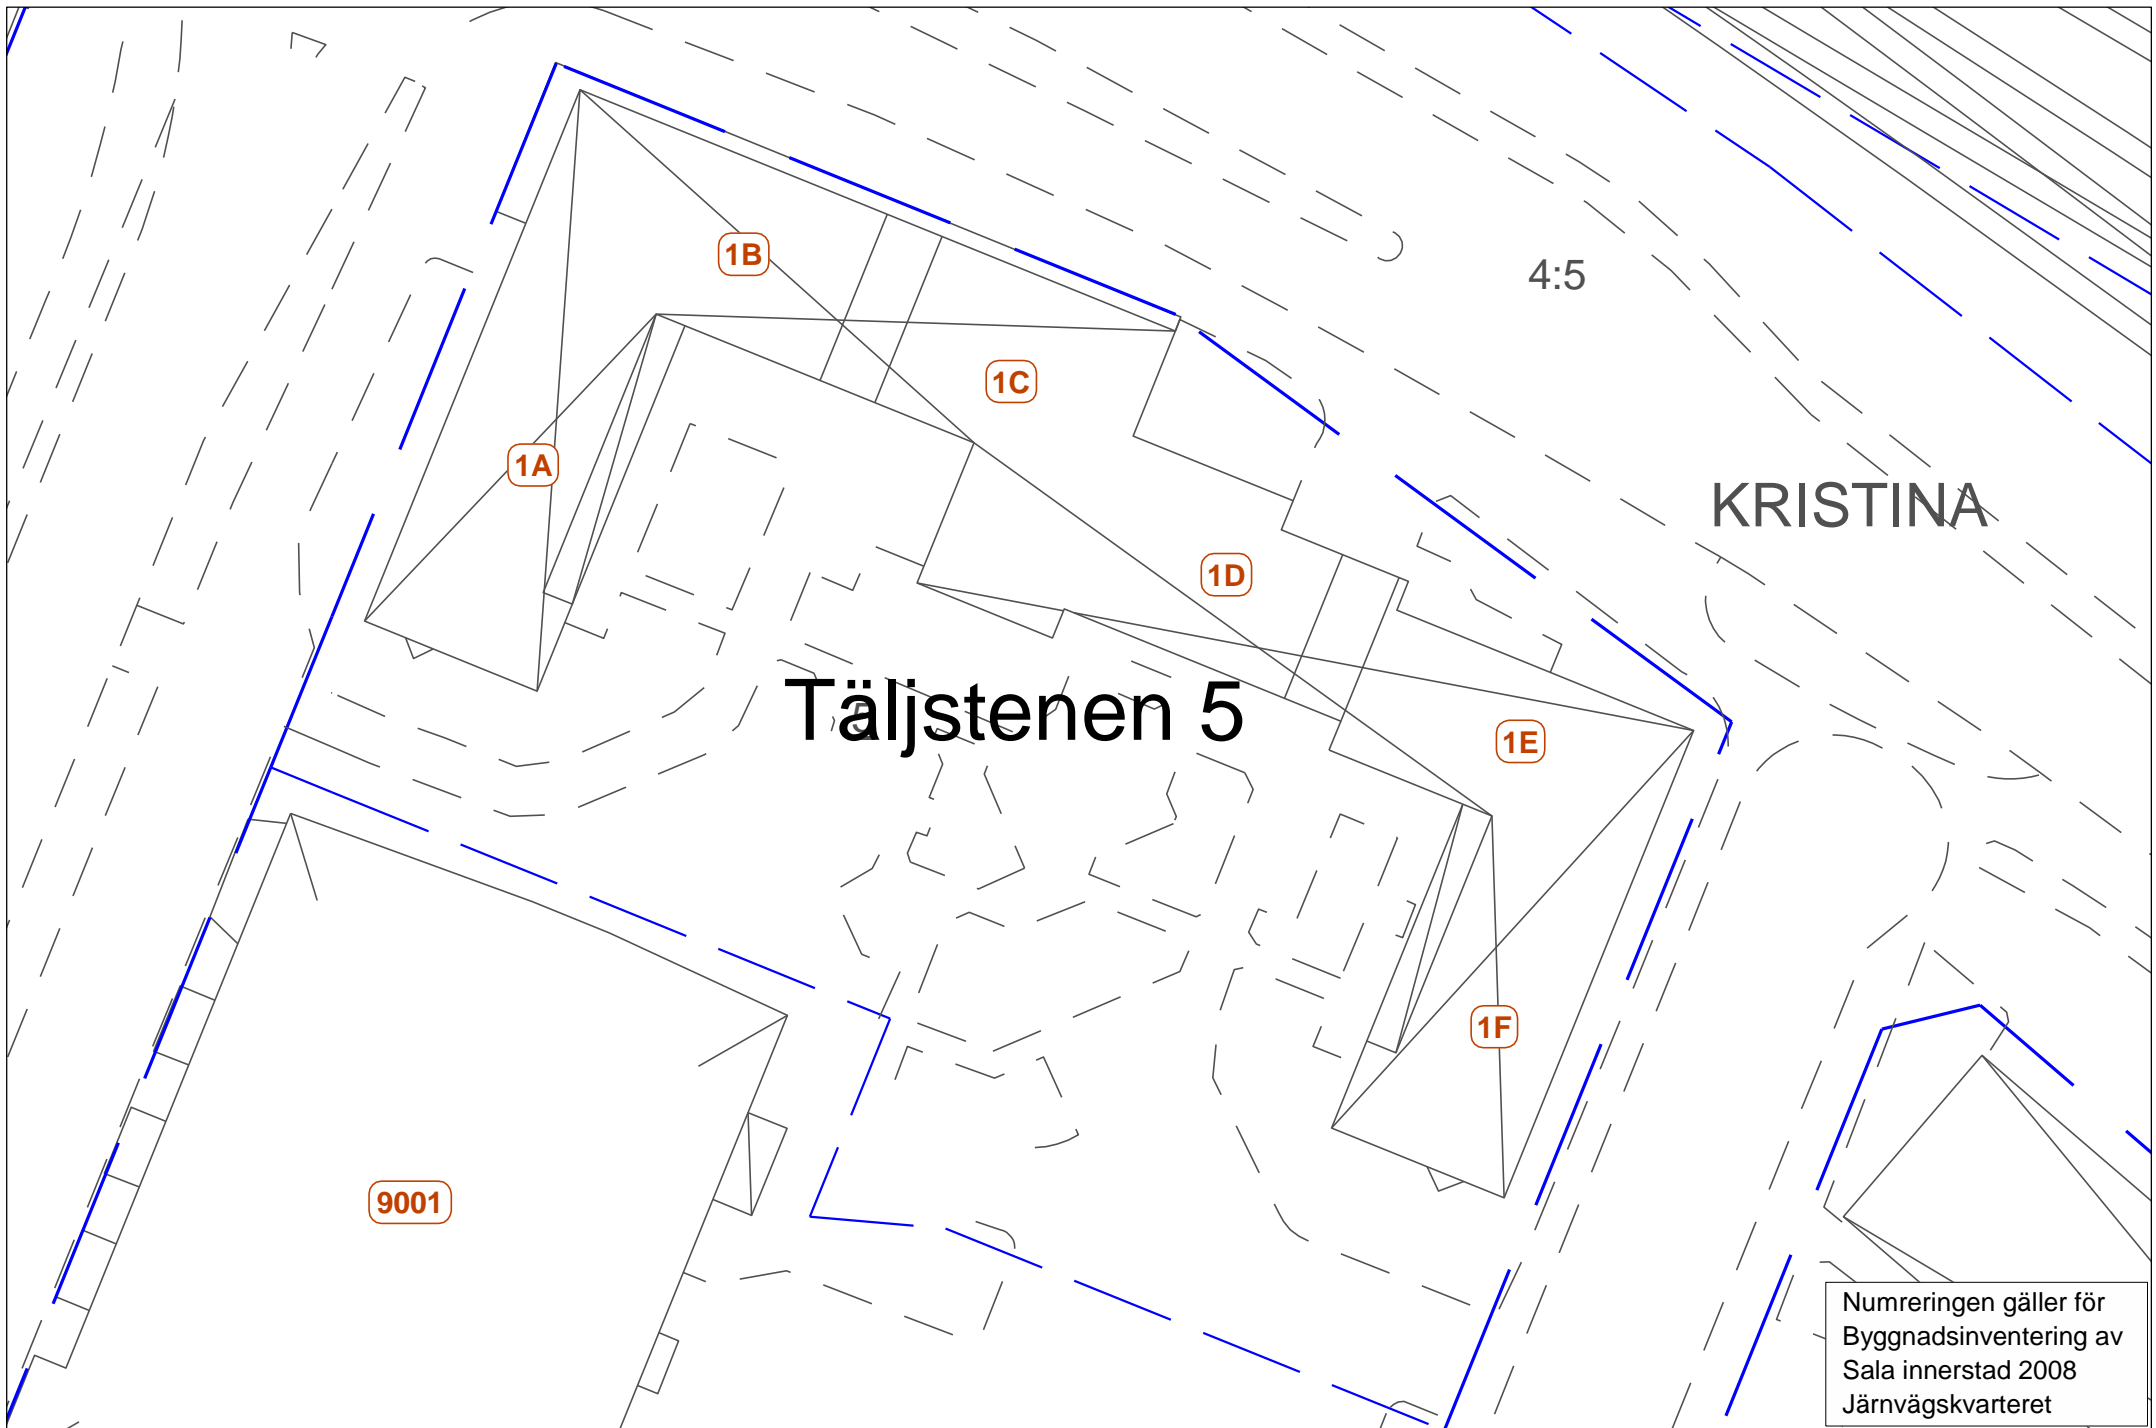 1B
4:5
1C
1A
KRISTINA
1D
Täljstenen 5
5
1E
1F
9001
Numreringen gäller för
Byggnadsinventering av
Sala innerstad 2008
Järnvägskvarteret